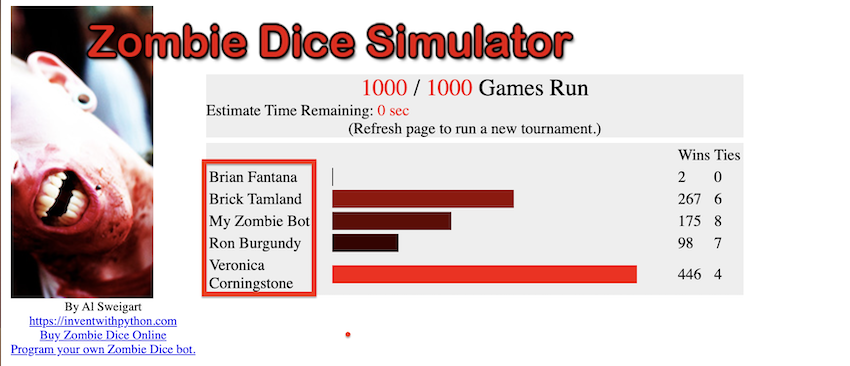 Zombie Dice Simulator
1000 / 1000 Games Run
Estimate Time Remaining: 0 sec
(Refresh page to run a new tournament.)
Wins Ties
Brian Fantana 2 0
Brick Tamland 267 6
My Zombie Bot 175 8
Ron Burgundy 98 7
Veronica
Corningstone 446 4
By Al Sweigart
https://inventwithpython.com
Buy Zombie Dice Online
Program your own Zombie Dice bot.